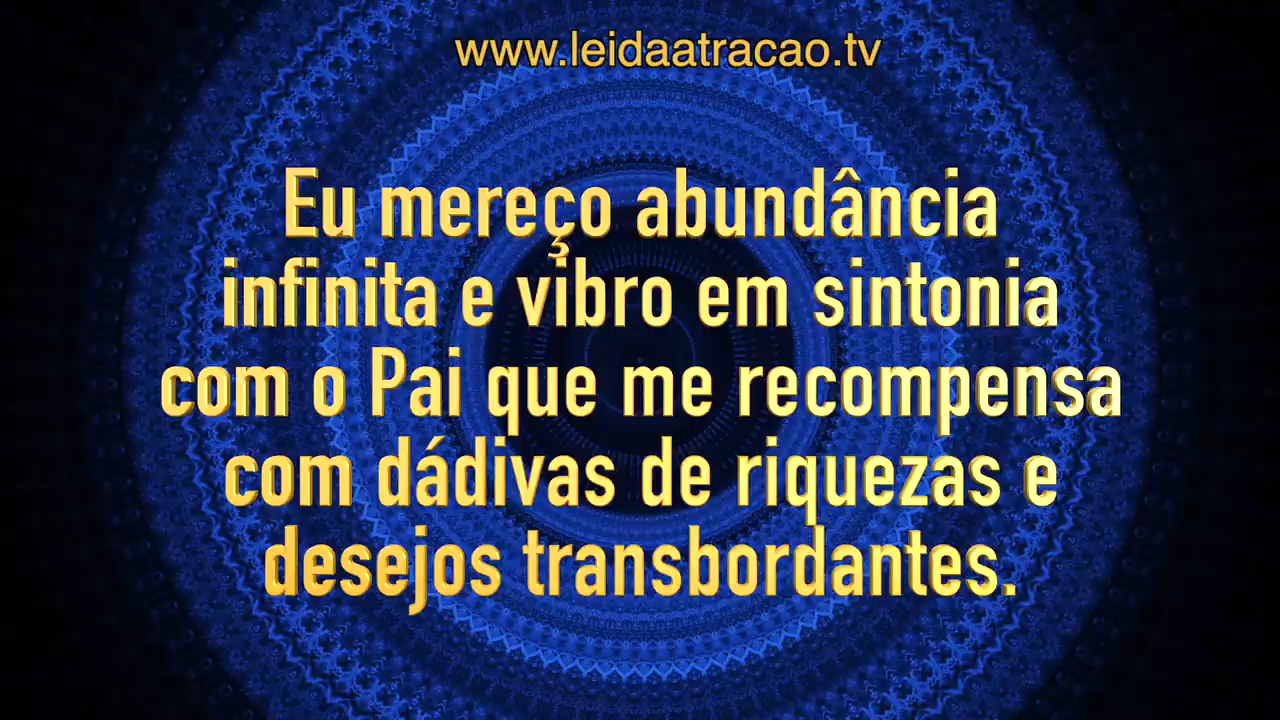 www.leidaatracao.tv
Eu mereço abundância
infinita e vibro em sintonia
com o Pai que me recompensa
com dádivas de riquezas e
desejos transbordantes.